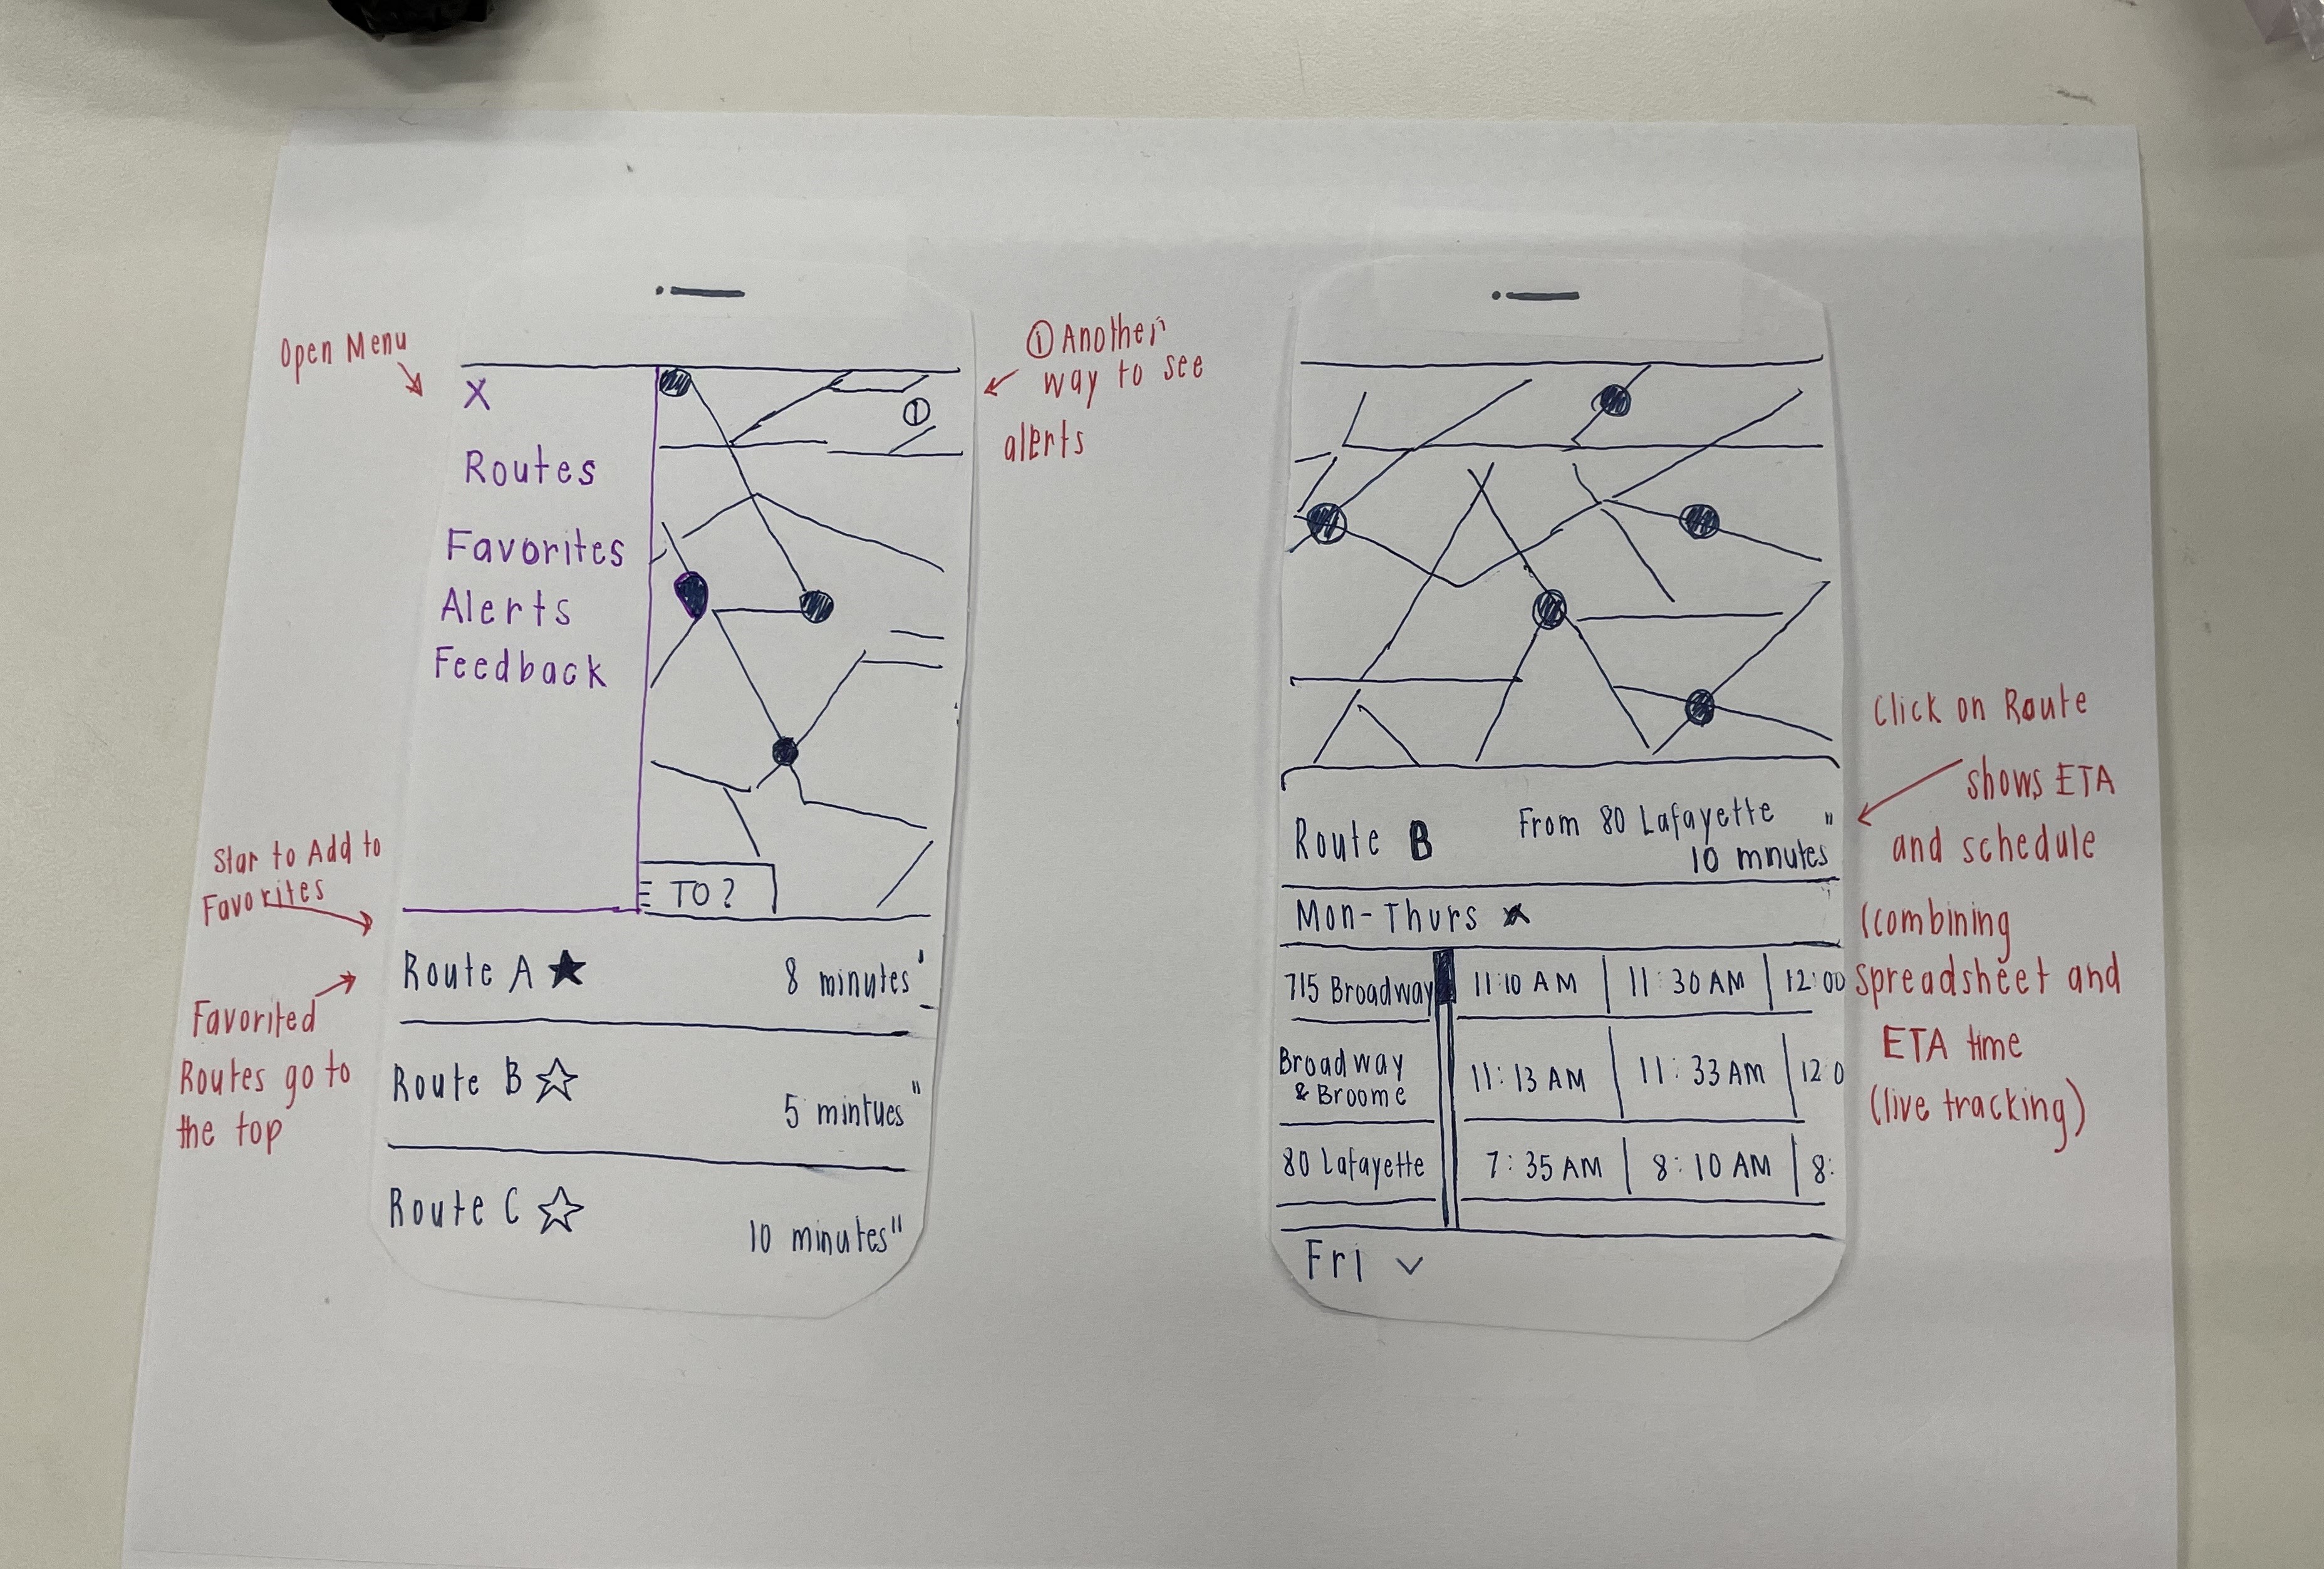 Open Menu
X
Routes
Favorites
Alerts
Feedback
① Another
way to see
alerts
①
TO ?
Star to Add to
Favorites
Favorited
Routes go to
the top
Route A ★ 8 minutes
Route B ☆ 5 mintues"
Route C ☆ 10 minutes"
Route B From 80 Lafayette "
10 mnutes
Mon-Thurs
715 Broadway 11:10 AM 11:30 AM 12:00
Broadway
& Broome 11:13 AM 11:33 AM 12:0
80 Lafayette 7:35 AM 8:10 AM 8:
Fri
Click on Route
shows ETA
and schedule
(combining
spreadsheet and
ETA time
(live tracking)